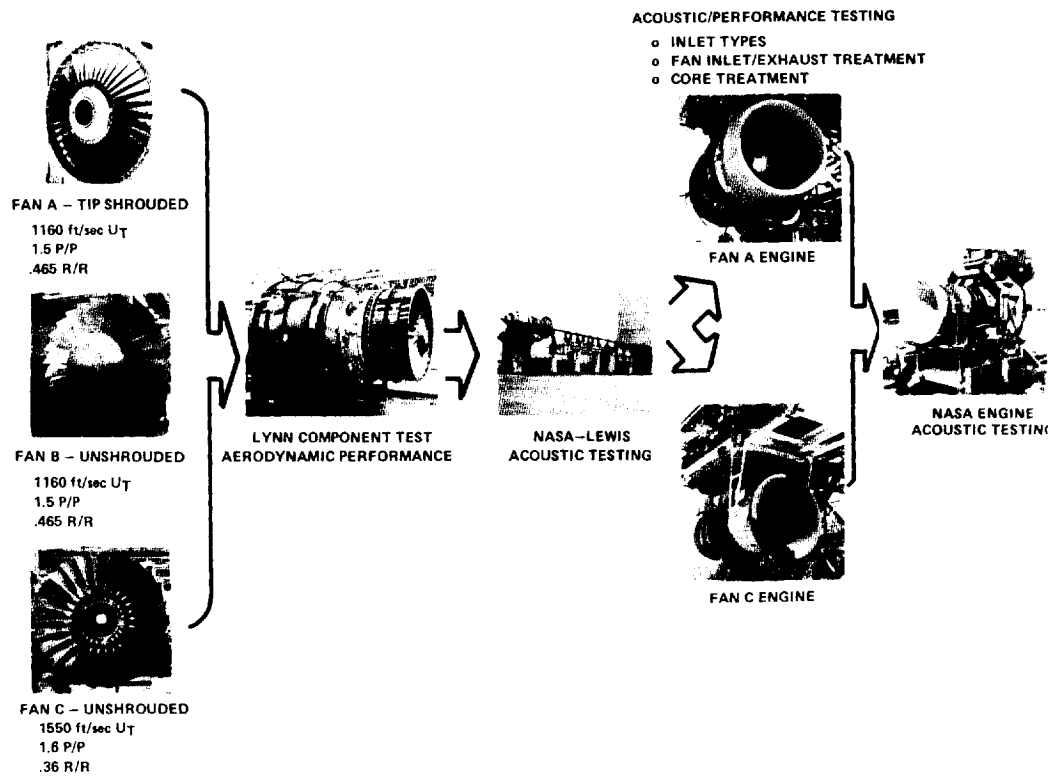 ACOUSTIC/PERFORMANCE TESTING
o INLET TYPES
o FAN INLET/EXHAUST TREATMENT
o CORE TREATMENT
FAN A – TIP SHROUDED
1160 ft/sec UT
1.5 P/P
.465 R/R
FAN B – UNSHROUDED
1160 ft/sec UT
1.5 P/P
.465 R/R
FAN C – UNSHROUDED
1550 ft/sec UT
1.6 P/P
.36 R/R
LYNN COMPONENT TEST
AERODYNAMIC PERFORMANCE
NASA–LEWIS
ACOUSTIC TESTING
FAN A ENGINE
FAN C ENGINE
NASA ENGINE
ACOUSTIC TESTING